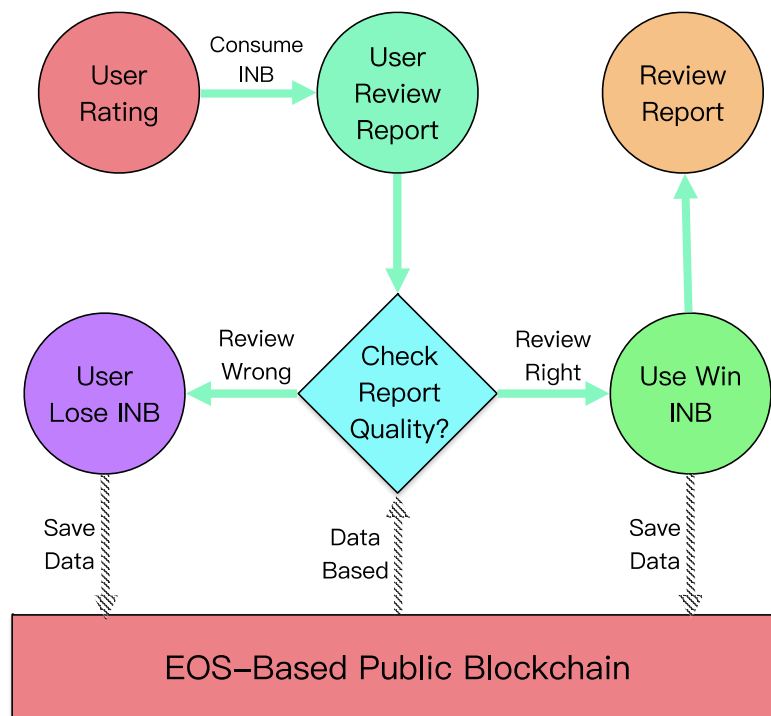 User
Rating
Consume
INB
User
Review
Report
Review
Report
User
Lose INB
Review
Wrong
Check
Report
Quality?
Review
Right
Use Win
INB
Save
Data
Data
Based
Save
Data
EOS-Based Public Blockchain